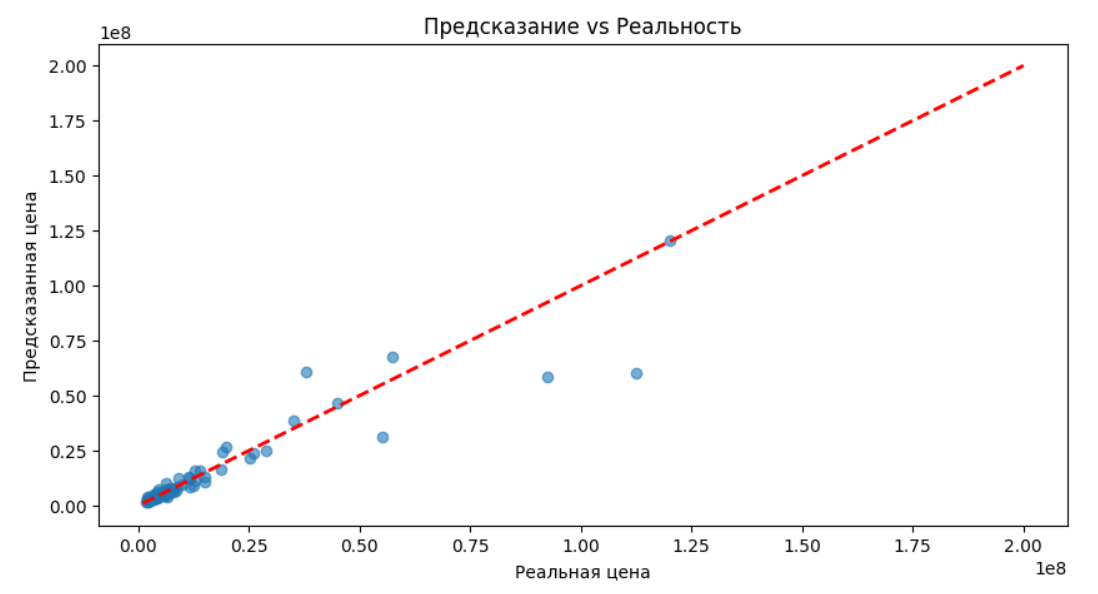 Предсказание vs Реальность
1e8
2.00
1.75
1.50
1.25
1.00
0.75
0.50
0.25
0.00
Предсказанная цена
0.00 0.25 0.50 0.75 1.00 1.25 1.50 1.75 2.00
1e8
Реальная цена